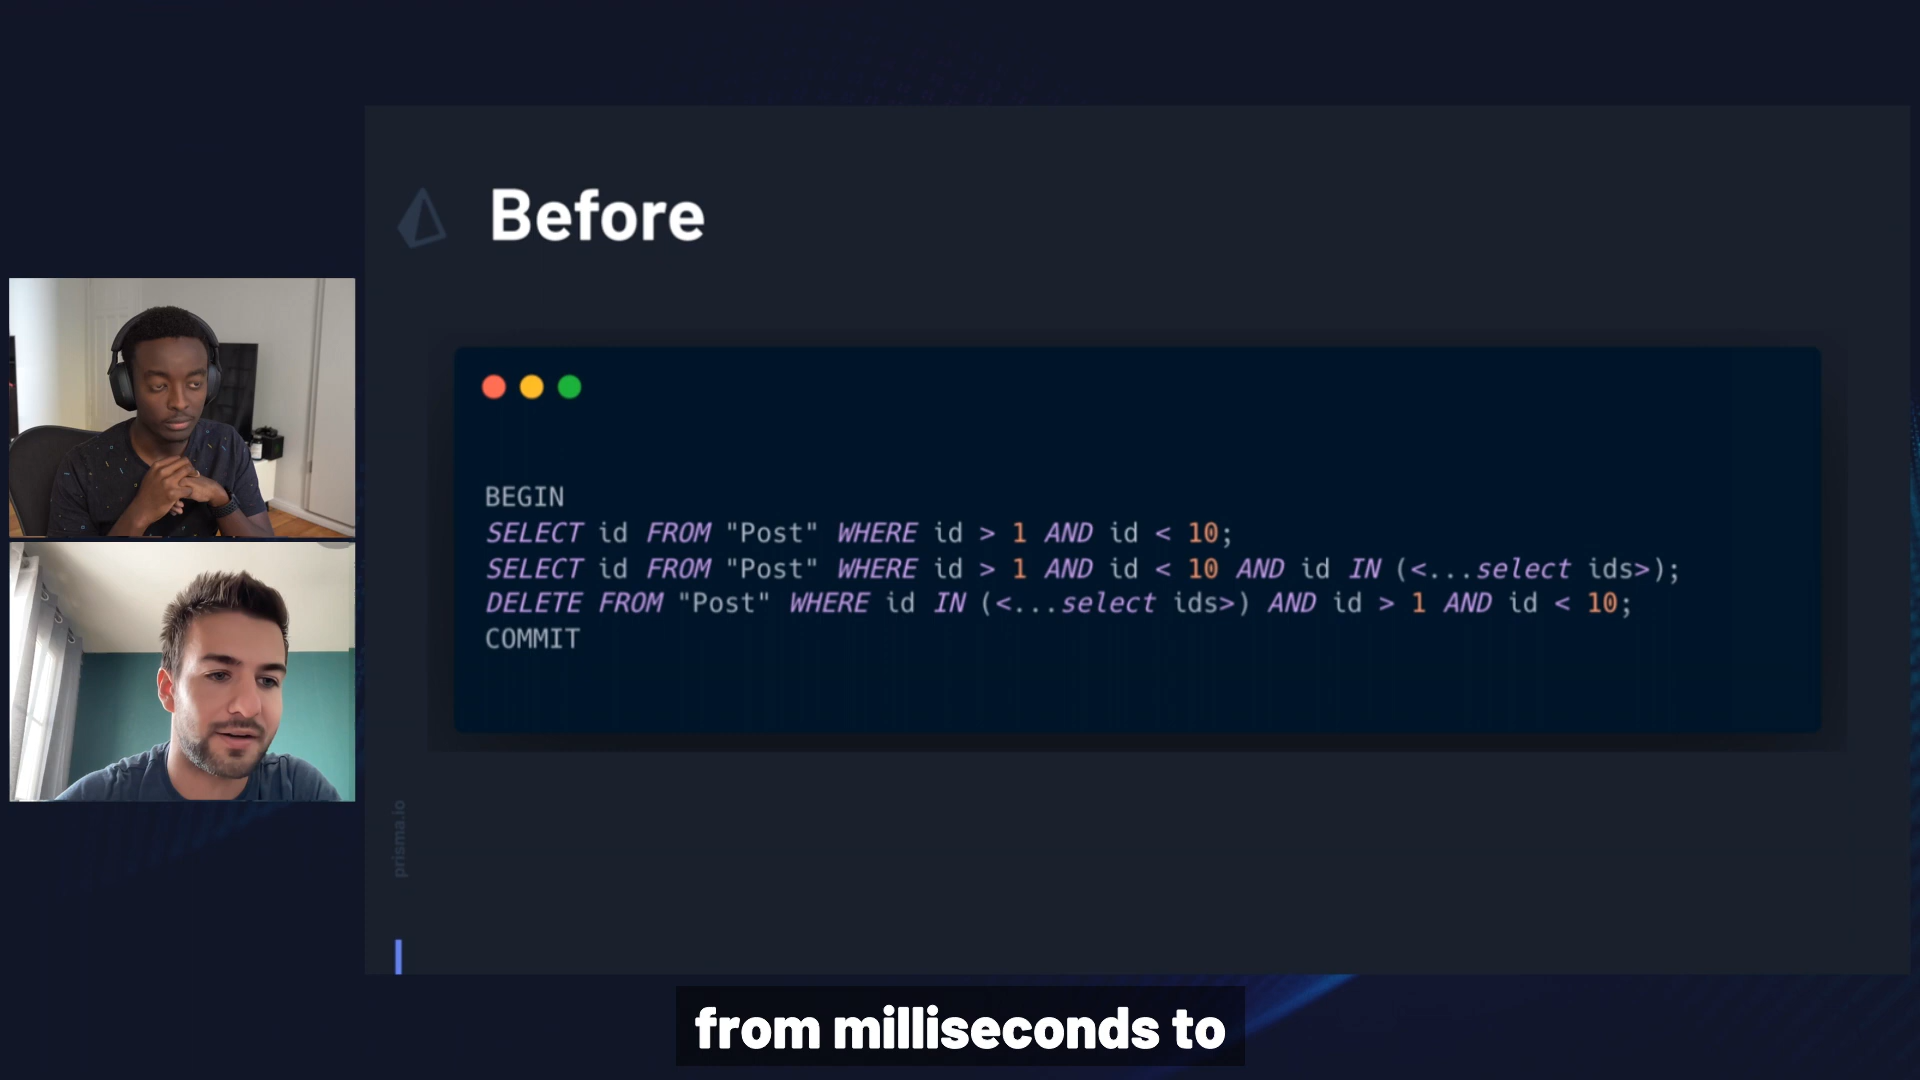 Before
BEGIN
SELECT id FROM "Post" WHERE id > 1 AND id < 10;
SELECT id FROM "Post" WHERE id > 1 AND id < 10 AND id IN (<...select ids>);
DELETE FROM "Post" WHERE id IN (<...select ids>) AND id > 1 AND id < 10;
COMMIT
prisma.io
from milliseconds to